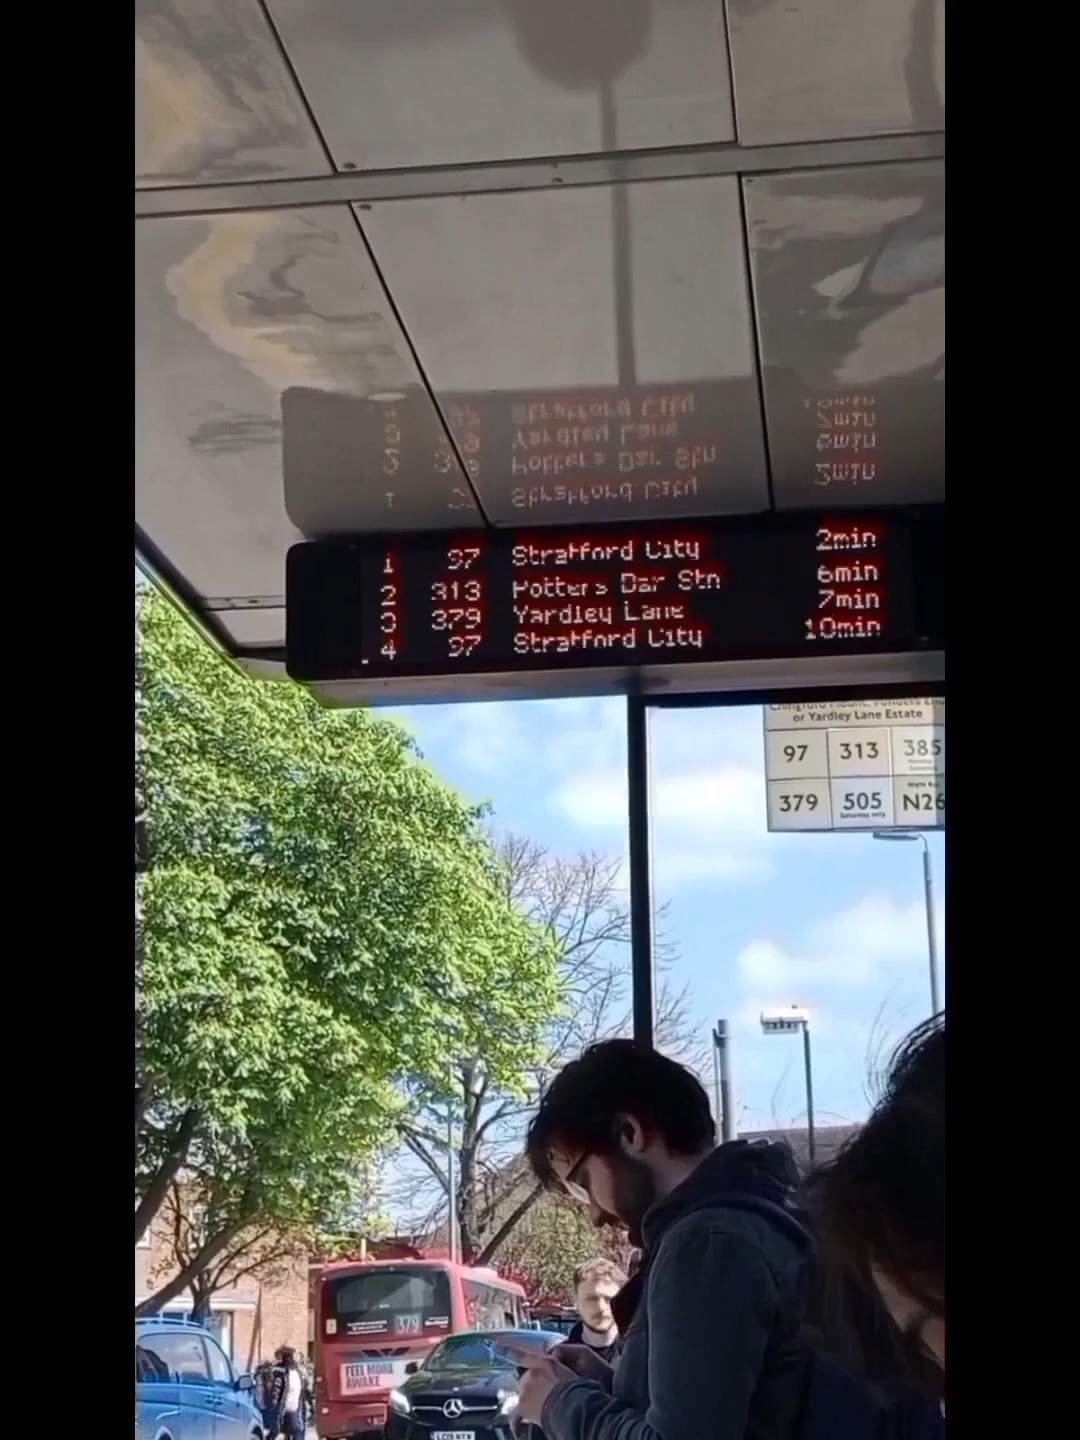 1 97 Stratford City 2min
2 313 Potters Bar Stn 6min
3 379 Yardley Lane 7min
4 97 Stratford City 10min
or Yardley Lane Estate
97 313 385
379 505 N26
Saturday only
379
FEEL MORE
AWAKE